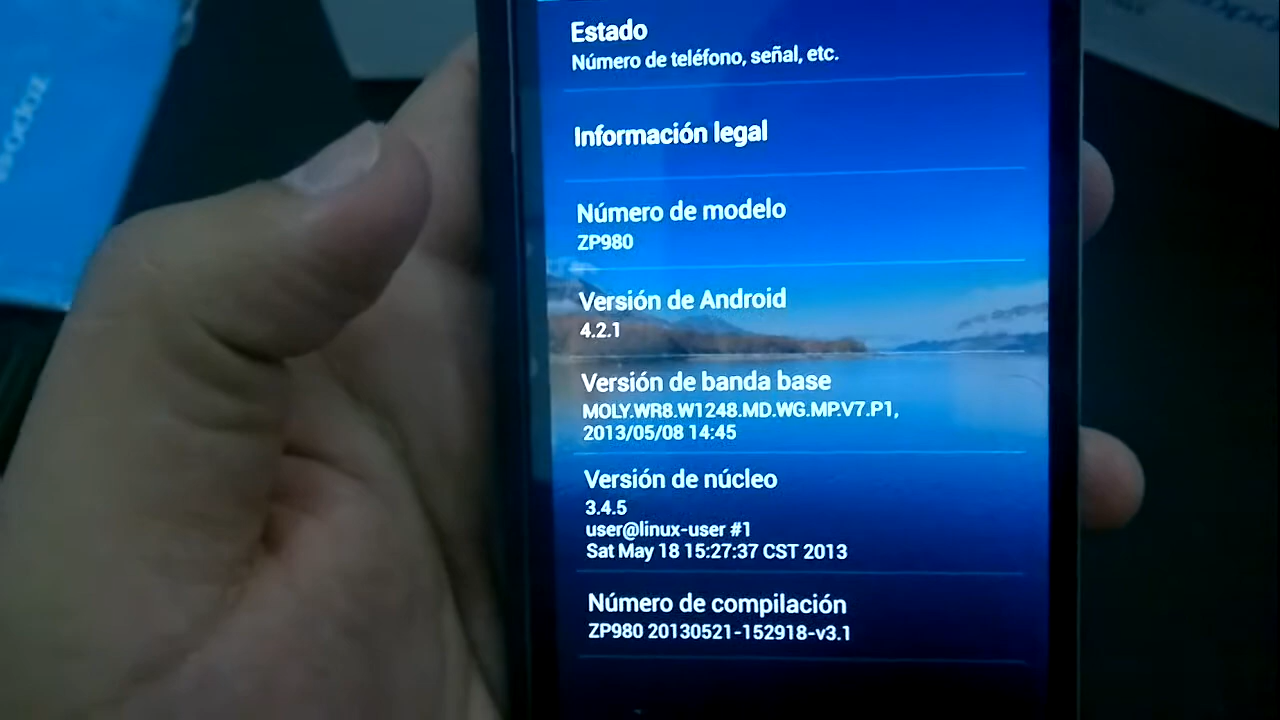 Estado
Número de teléfono, señal, etc.
Información legal
Número de modelo
ZP980
Versión de Android
4.2.1
Versión de banda base
MOLY.WR8.W1248.MD.WG.MP.V7.P1,
2013/05/08 14:45
Versión de núcleo
3.4.5
user@linux-user #1
Sat May 18 15:27:37 CST 2013
Número de compilación
ZP980 20130521-152918-v3.1